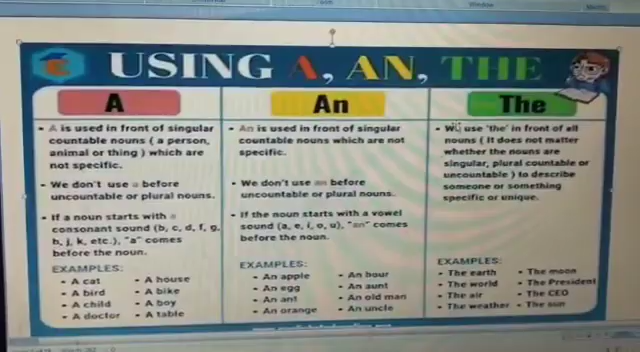 USING A, AN, THE
A
• A is used in front of singular
countable nouns ( a person,
animal or thing ) which are
not specific.
• We don't use a before
uncountable or plural nouns.
• If a noun starts with a
consonant sound (b, c, d, f, g,
h, j, k, etc.), "a" comes
before the noun.
EXAMPLES:
• A cat
• A bird
• A child
• A doctor
• A house
• A bike
• A boy
• A table
An
• An is used in front of singular
countable nouns which are not
specific.
• We don't use an before
uncountable or plural nouns.
• If the noun starts with a vowel
sound (a, e, i, o, u), "an" comes
before the noun.
EXAMPLES:
• An apple
• An egg
• An ant
• An orange
• An hour
• An aunt
• An old man
• An uncle
The
• We use 'the' in front of all
nouns ( It does not matter
whether the nouns are
singular, plural countable or
uncountable ) to describe
someone or something
specific or unique.
EXAMPLES:
• The earth
• The world
• The air
• The weather
• The moon
• The President
• The CEO
• The sun